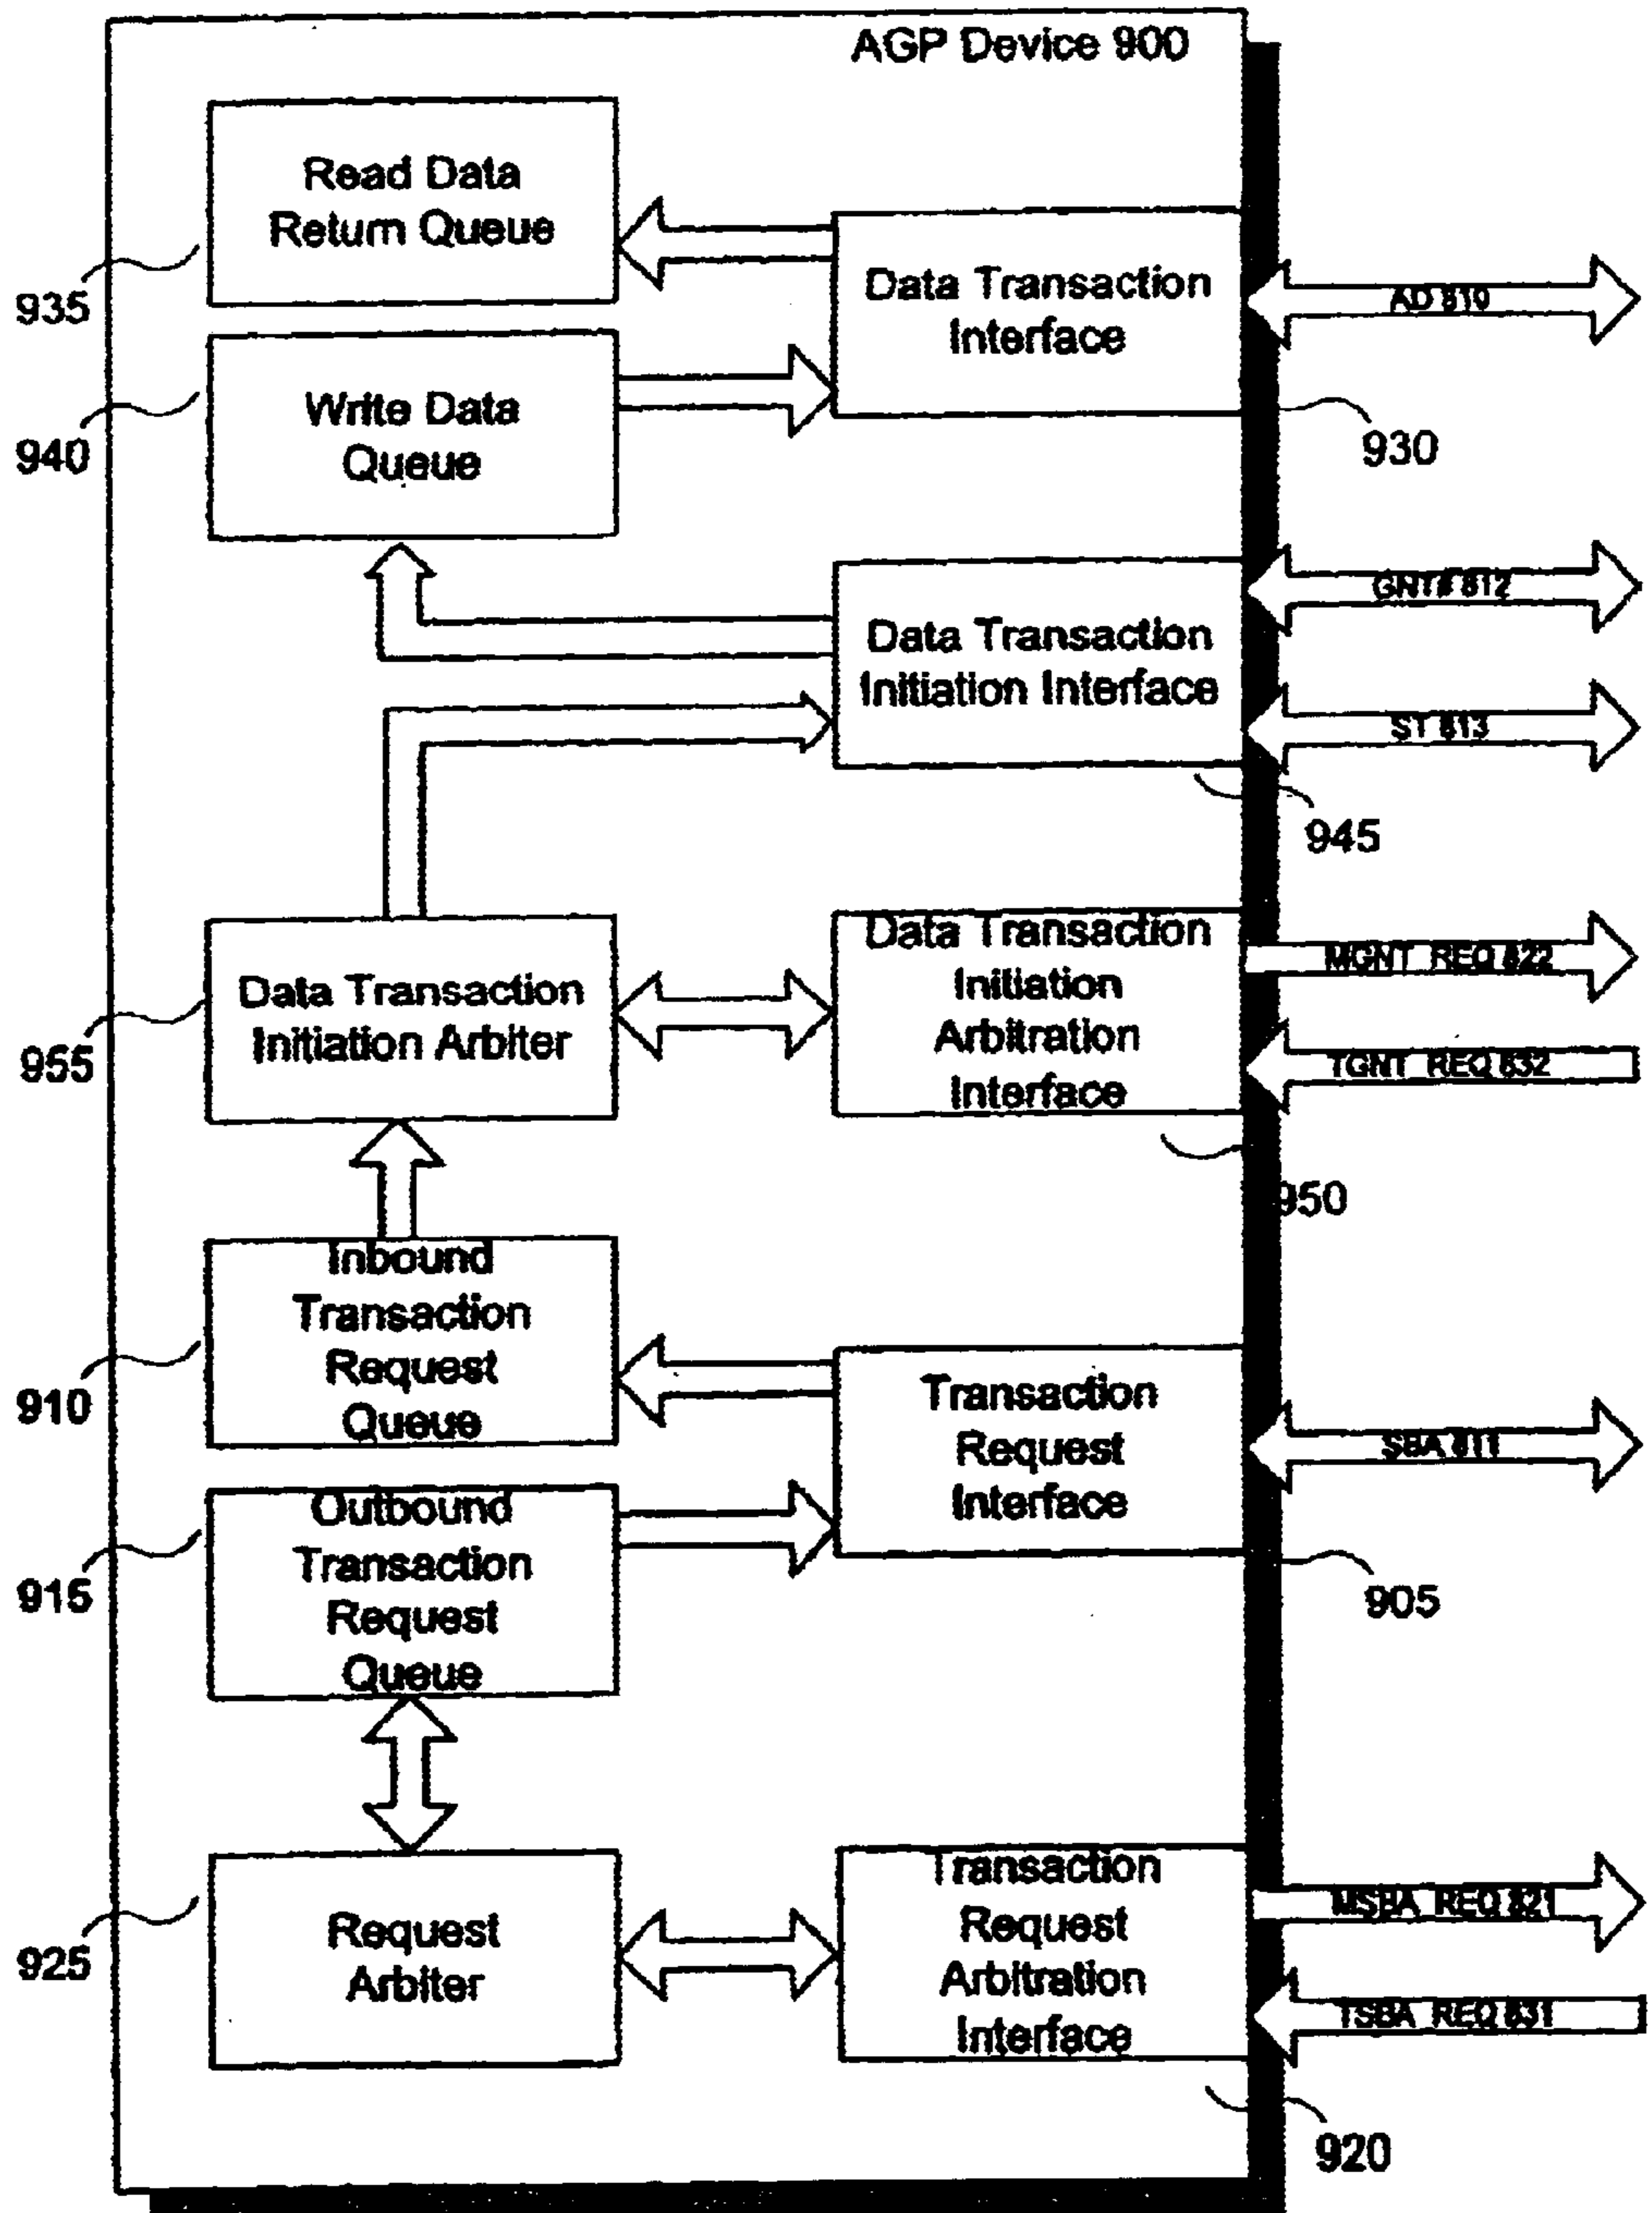 AGP Device 900
Read Data
Return Queue
935
Data Transaction
Interface
AD 810
930
Write Data
Queue
940
Data Transaction
Initiation Interface
GNT# 812
ST 813
945
Data Transaction
Initiation Arbiter
955
Data Transaction
Initiation
Arbitration
Interface
MGNT_REQ 822
TGNT_REQ 832
950
Inbound
Transaction
Request
Queue
910
Transaction
Request
Interface
SBA 811
905
Outbound
Transaction
Request
Queue
915
Request
Arbiter
925
Transaction
Request
Arbitration
Interface
MSBA_REQ 821
TSBA_REQ 831
920